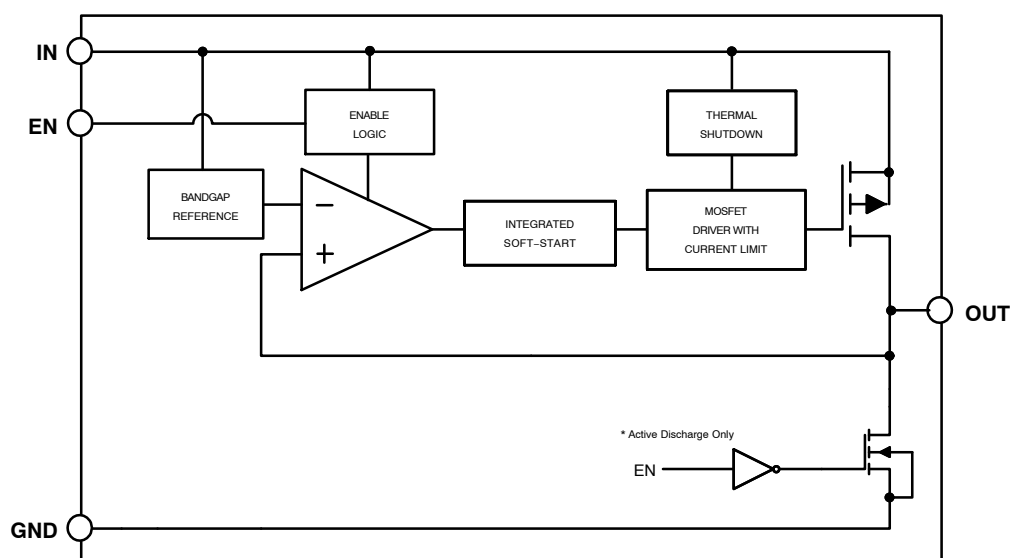 IN
EN
ENABLE
LOGIC
THERMAL
SHUTDOWN
BANDGAP
REFERENCE
−
+
INTEGRATED
SOFT−START
MOSFET
DRIVER WITH
CURRENT LIMIT
OUT
* Active Discharge Only
EN
GND